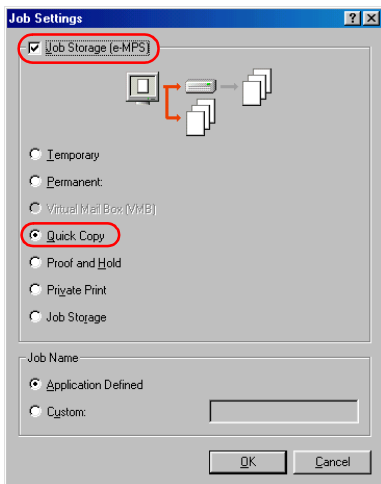 Job Settings
Job Storage (e-MPS)
Temporary
Permanent:
Virtual Mail Box (VMB)
Quick Copy
Proof and Hold
Private Print
Job Storage
Job Name
Application Defined
Custom:
OK Cancel